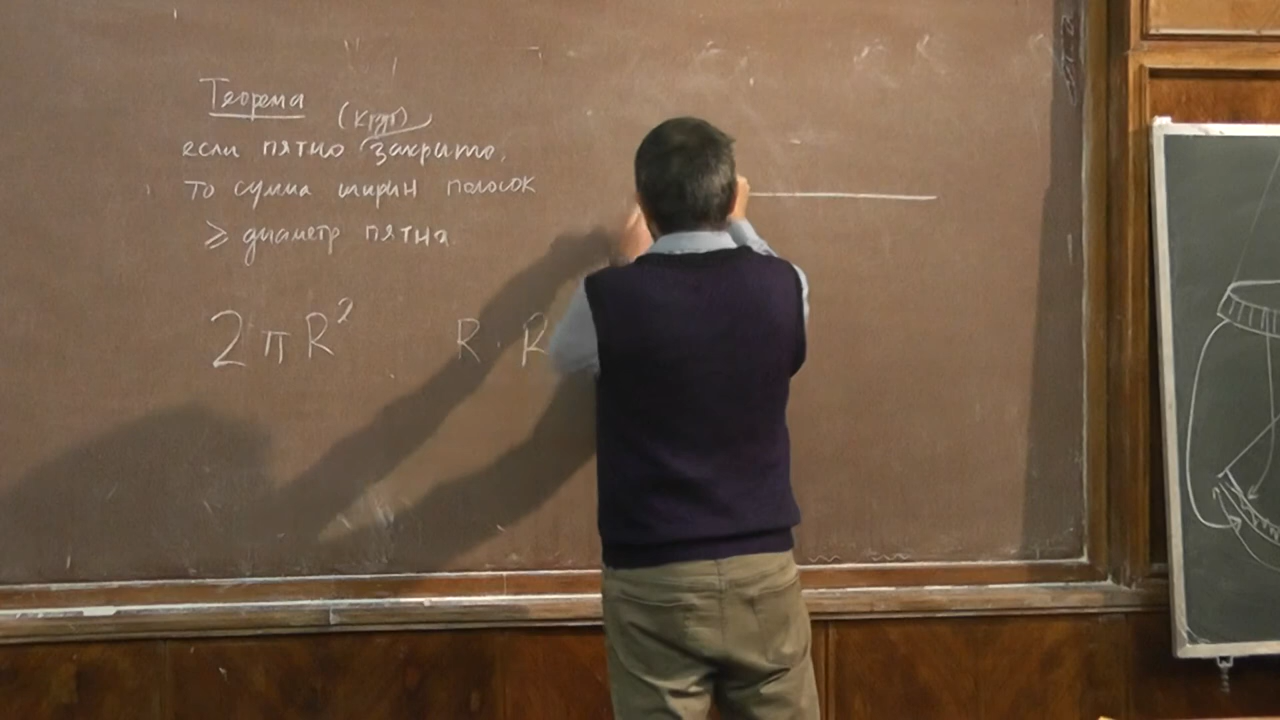 Теорема
(круг)
если пятно закрыто,
то сумма ширин полосок
≥ диаметр пятна
2πR² R · R